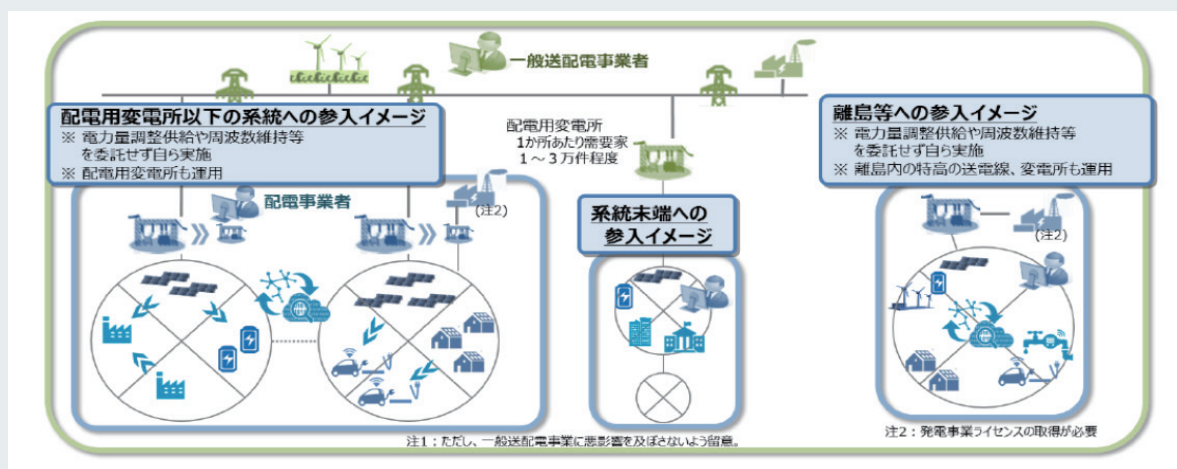 一般送配電事業者
配電用変電所以下の系統への参入イメージ
※ 電力量調整供給や周波数維持等
を委託せず自ら実施
※ 配電用変電所も運用
配電事業者
(注2)
配電用変電所
1か所あたり需要家
1～3万件程度
系統末端への
参入イメージ
離島等への参入イメージ
※ 電力量調整供給や周波数維持等
を委託せず自ら実施
※ 離島内の特高の送電線、変電所も運用
(注2)
注1：ただし、一般送配電事業に悪影響を及ぼさないよう留意。
注2：発電事業ライセンスの取得が必要